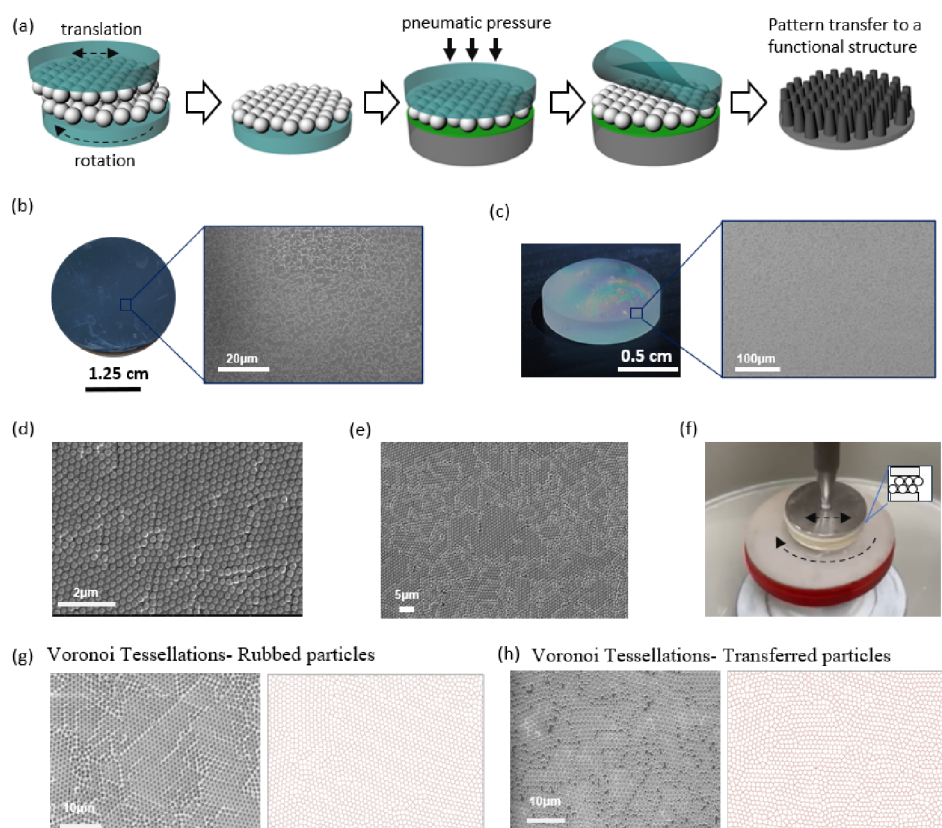 (a)
translation
rotation
pneumatic pressure
Pattern transfer to a
functional structure
(b)
1.25 cm
20µm
(c)
0.5 cm
100µm
(d)
2µm
(e)
5µm
(f)
(g) Voronoi Tessellations- Rubbed particles
10µm
(h) Voronoi Tessellations- Transferred particles
10µm